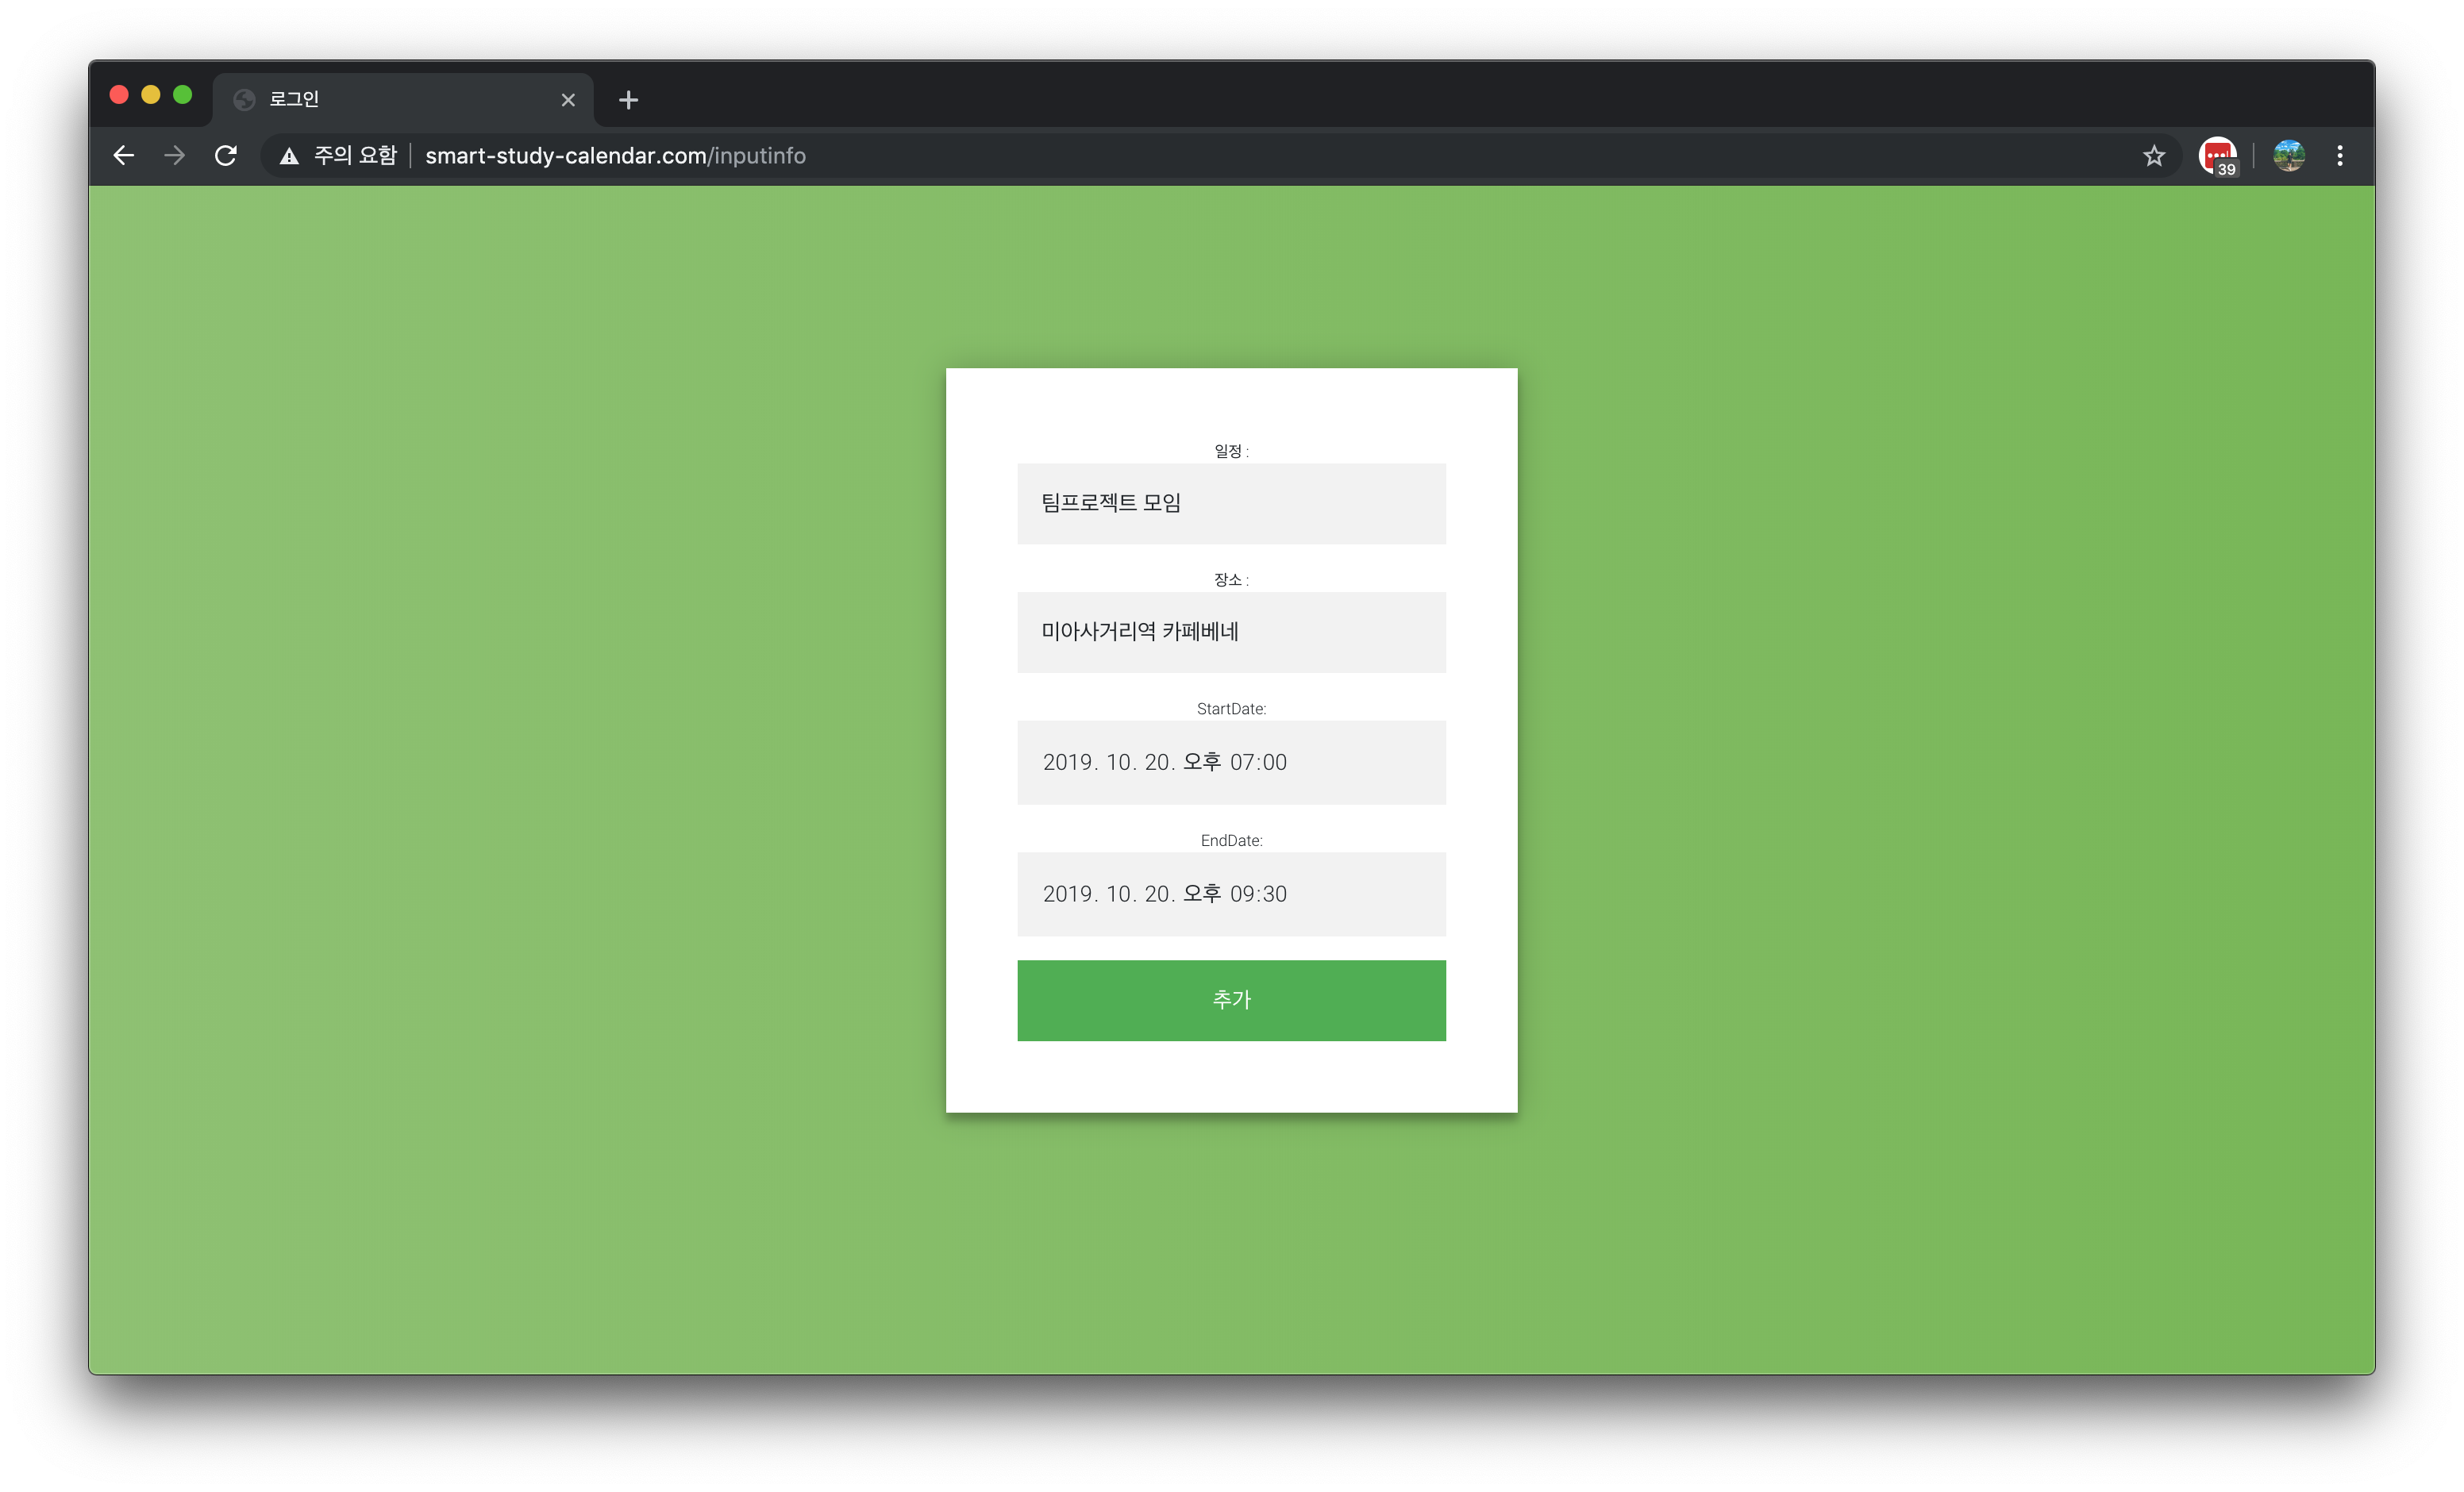 로그인
주의 요함 smart-study-calendar.com/inputinfo
39
일정 :
팀프로젝트 모임
장소 :
미아사거리역 카페베네
StartDate:
2019. 10. 20. 오후 07:00
EndDate:
2019. 10. 20. 오후 09:30
추가